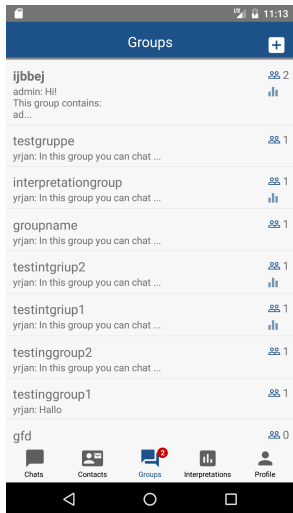 LTE 11:13
Groups
ijbbej 2
admin: Hi!
This group contains:
ad...
testgruppe 1
yrjan: In this group you can chat ...
interpretationgroup 1
yrjan: In this group you can chat ...
groupname 1
yrjan: In this group you can chat ...
testintgriup2 1
yrjan: In this group you can chat ...
testintgriup1 1
yrjan: In this group you can chat ...
testinggroup2 1
yrjan: In this group you can chat ...
testinggroup1 1
yrjan: Hallo
gfd 0
2
Chats Contacts Groups Interpretations Profile